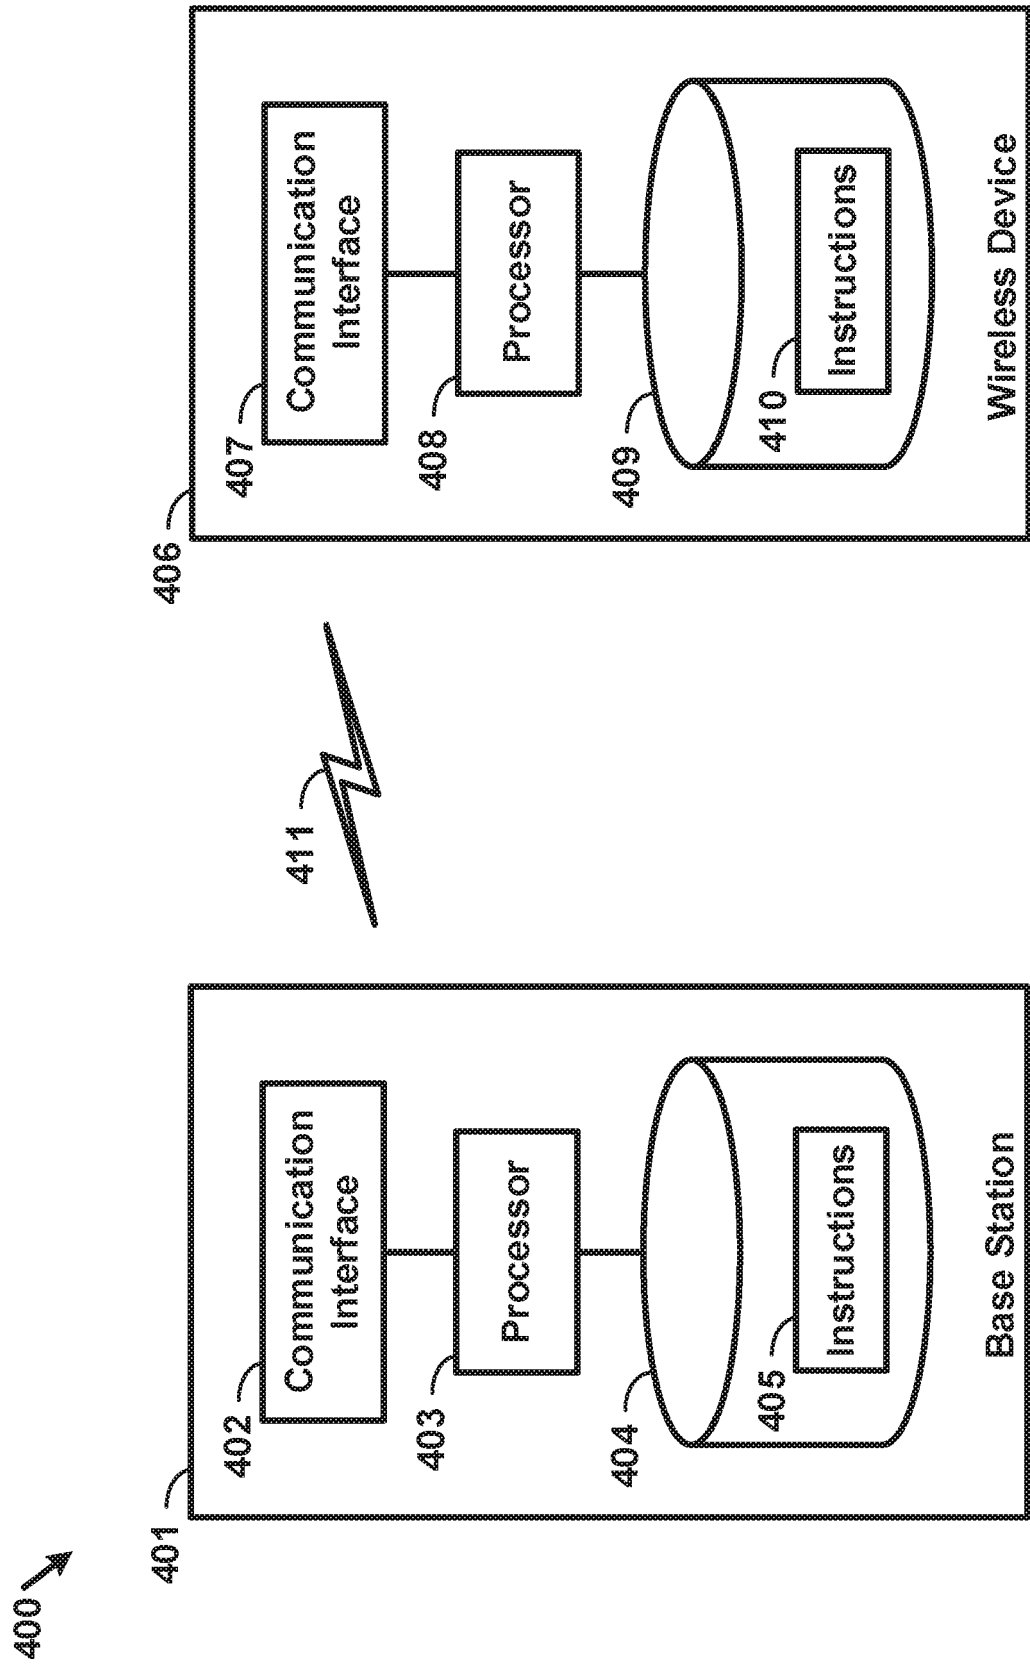 400
401
402
Communication
Interface
403
Processor
404
405
Instructions
Base Station
411
406
407
Communication
Interface
408
Processor
409
410
Instructions
Wireless Device